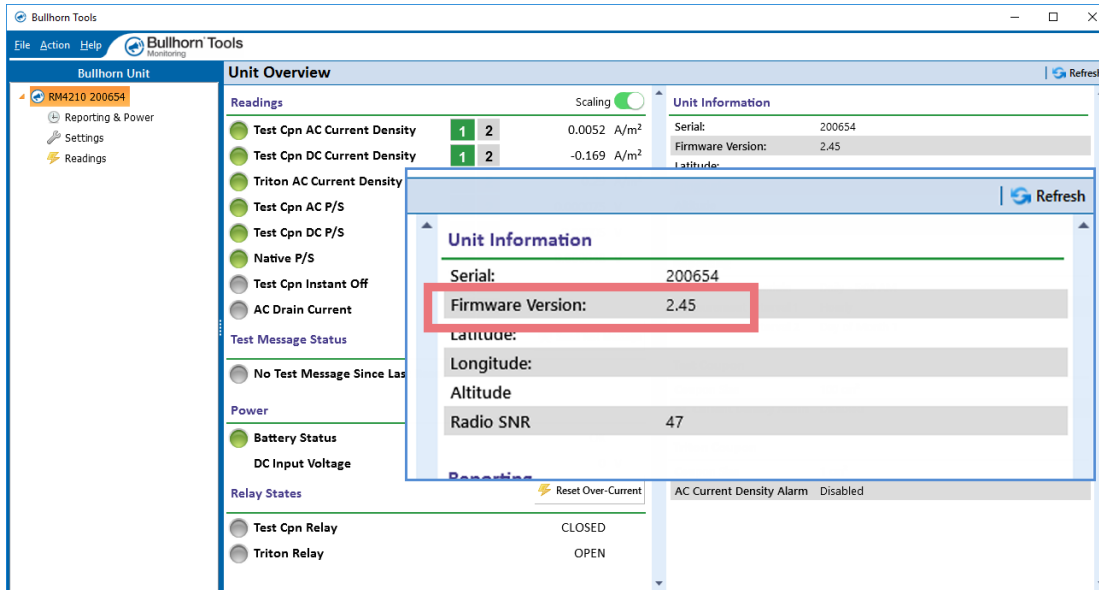 Bullhorn Tools
File Action Help
Bullhorn Tools
Monitoring
Bullhorn Unit
RM4210 200654
Reporting & Power
Settings
Readings
Unit Overview
Refresh
Readings
Scaling
Test Cpn AC Current Density 1 2 0.0052 A/m²
Test Cpn DC Current Density 1 2 -0.169 A/m²
Triton AC Current Density
Test Cpn AC P/S
Test Cpn DC P/S
Native P/S
Test Cpn Instant Off
AC Drain Current
Test Message Status
No Test Message Since Las
Power
Battery Status
DC Input Voltage
Relay States
Reset Over-Current
Test Cpn Relay CLOSED
Triton Relay OPEN
Unit Information
Serial: 200654
Firmware Version: 2.45
Latitude:
Refresh
Unit Information
Serial: 200654
Firmware Version: 2.45
Latitude:
Longitude:
Altitude
Radio SNR 47
Reporting
AC Current Density Alarm Disabled